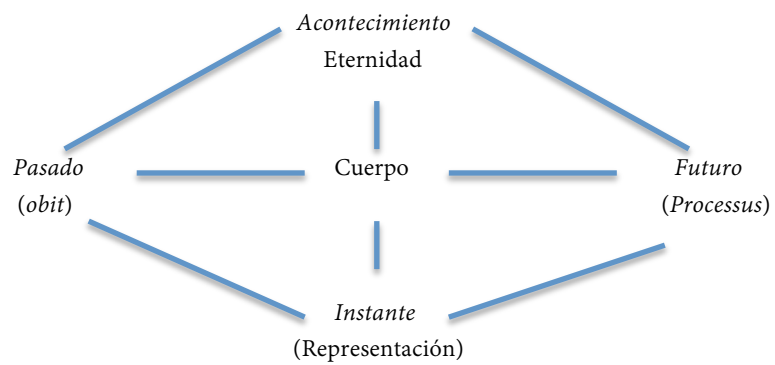 Acontecimiento
Eternidad
Pasado
(obit)
Cuerpo
Futuro
(Processus)
Instante
(Representación)